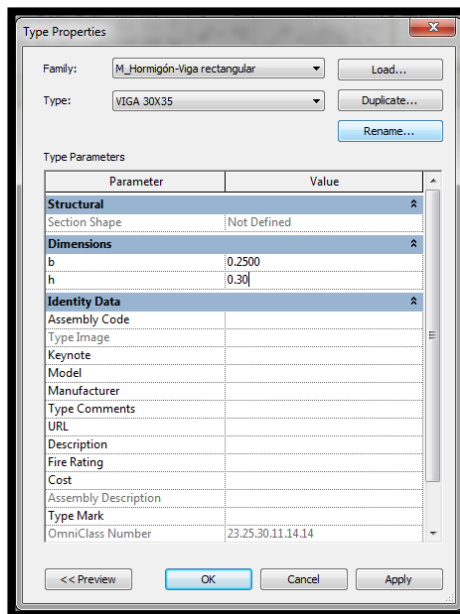 Type Properties
Family: M_Hormigón-Viga rectangular Load...
Type: VIGA 30X35 Duplicate...
Rename...
Type Parameters
Parameter Value
Structural
Section Shape Not Defined
Dimensions
b 0.2500
h 0.30
Identity Data
Assembly Code
Type Image
Keynote
Model
Manufacturer
Type Comments
URL
Description
Fire Rating
Cost
Assembly Description
Type Mark
OmniClass Number 23.25.30.11.14.14
<< Preview OK Cancel Apply